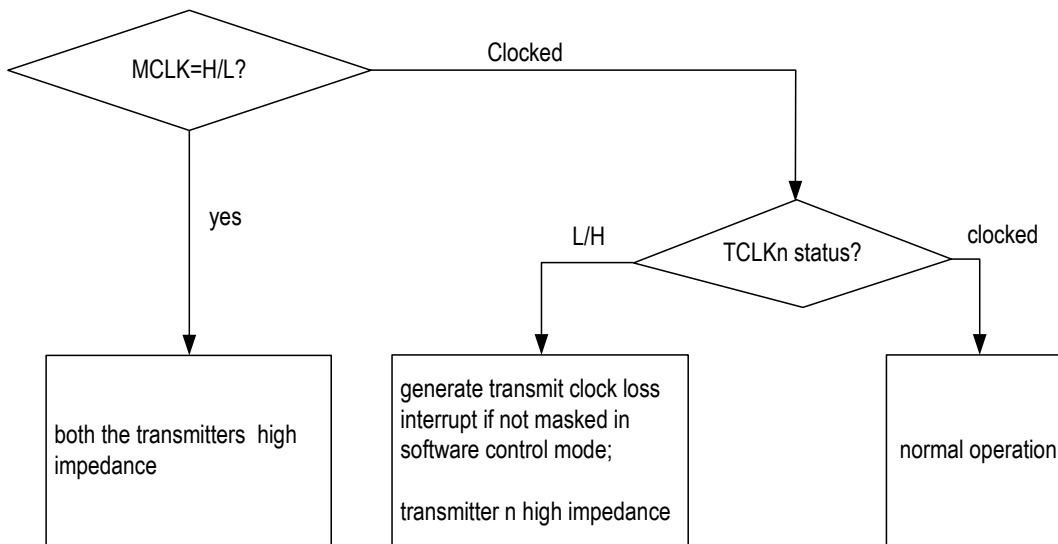 MCLK=H/L?
Clocked
yes
L/H
TCLKn status?
clocked
both the transmitters high
impedance
generate transmit clock loss
interrupt if not masked in
software control mode;
transmitter n high impedance
normal operation